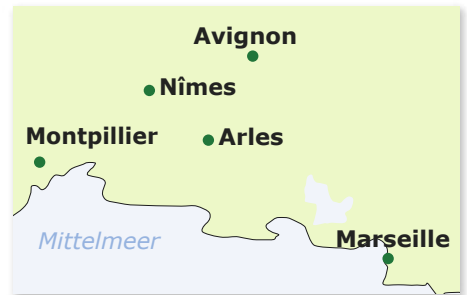 Avignon
Nîmes
Montpillier
Arles
Mittelmeer
Marseille